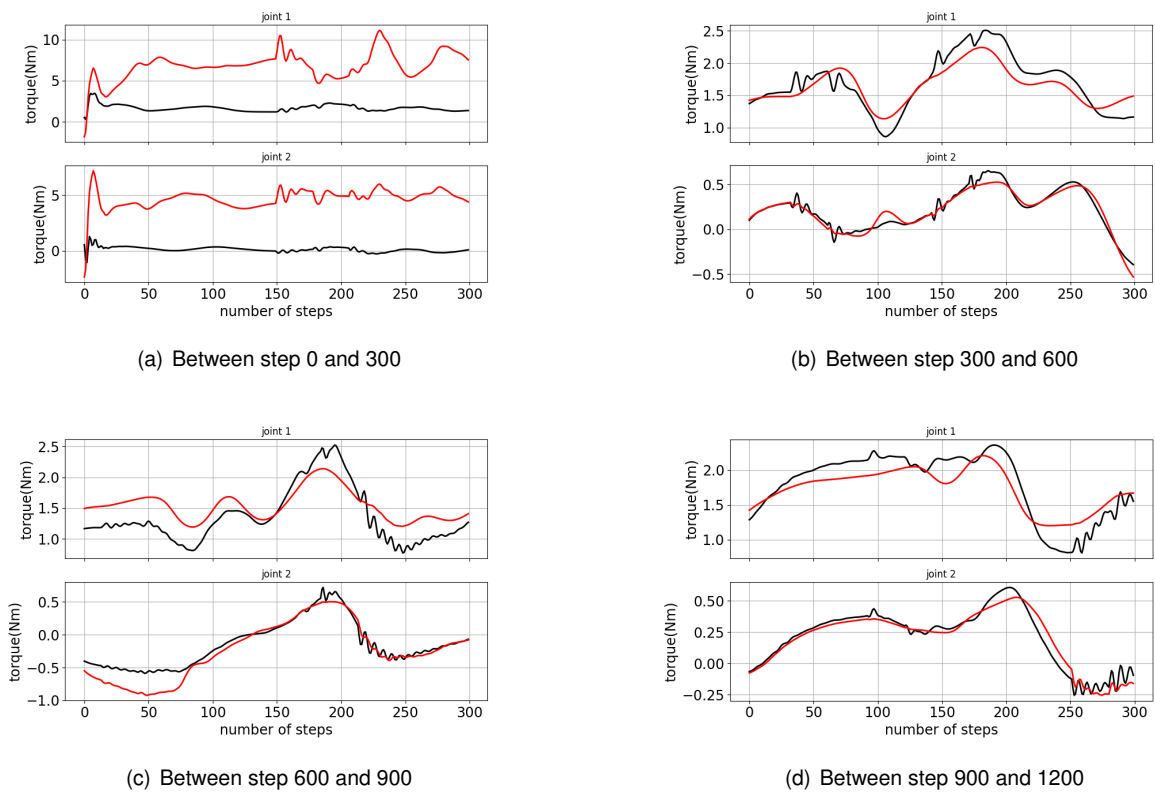 joint 1
torque(Nm)
10
5
0
joint 2
torque(Nm)
5
0
0 50 100 150 200 250 300
number of steps
(a) Between step 0 and 300
joint 1
torque(Nm)
2.5
2.0
1.5
1.0
joint 2
torque(Nm)
0.5
0.0
−0.5
0 50 100 150 200 250 300
number of steps
(b) Between step 300 and 600
joint 1
torque(Nm)
2.5
2.0
1.5
1.0
joint 2
torque(Nm)
0.5
0.0
−0.5
−1.0
0 50 100 150 200 250 300
number of steps
(c) Between step 600 and 900
joint 1
torque(Nm)
2.0
1.0
joint 2
torque(Nm)
0.50
0.25
0.00
−0.25
0 50 100 150 200 250 300
number of steps
(d) Between step 900 and 1200